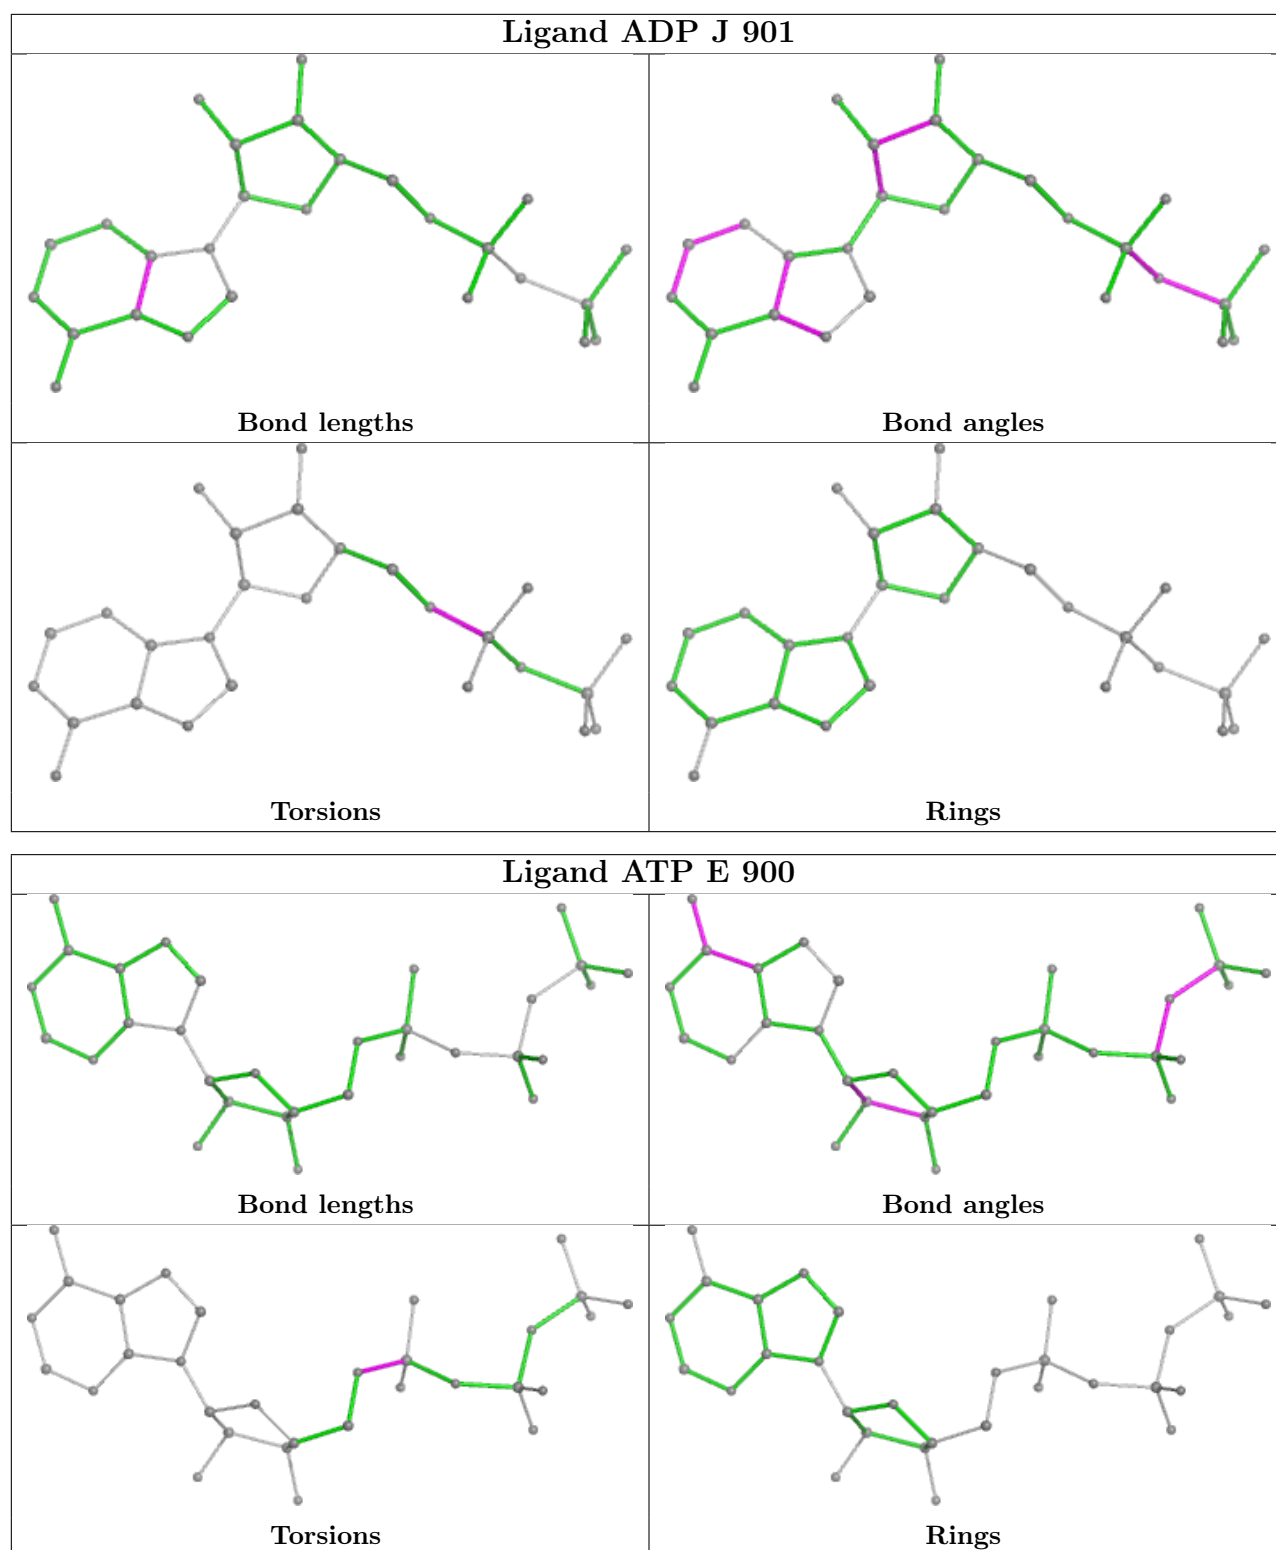 Ligand ADP J 901
Bond lengths
Bond angles
Torsions
Rings
Ligand ATP E 900
Bond lengths
Bond angles
Torsions
Rings